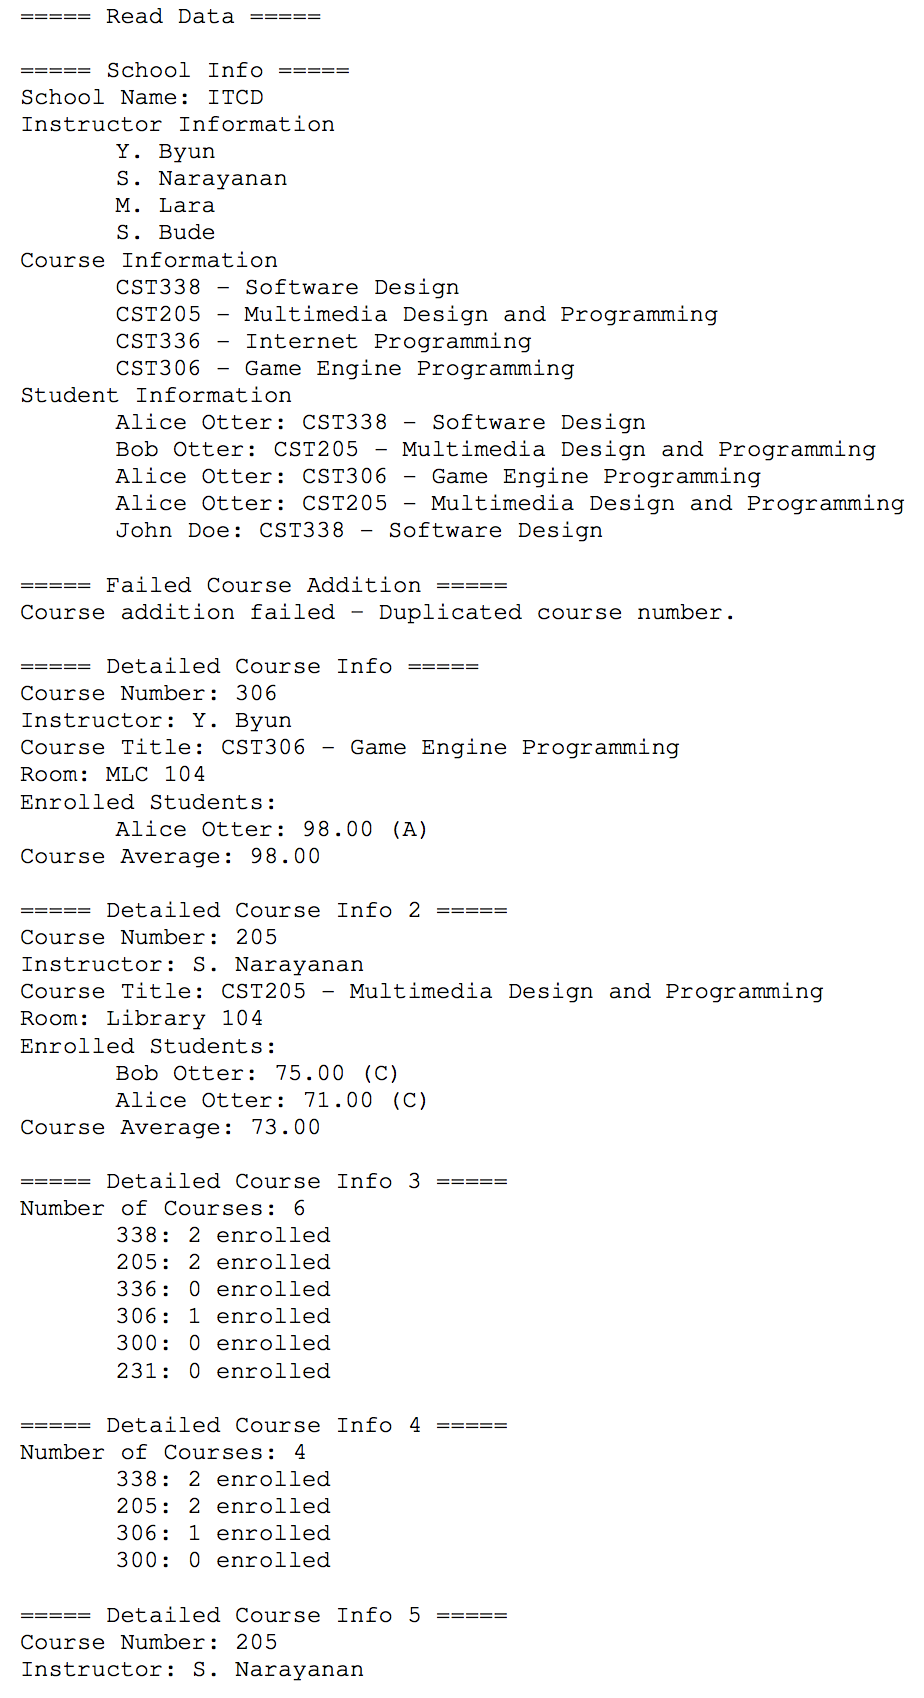 ===== Read Data =====

===== School Info =====
School Name: ITCD
Instructor Information
Y. Byun
S. Narayanan
M. Lara
S. Bude
Course Information
CST338 - Software Design
CST205 - Multimedia Design and Programming
CST336 - Internet Programming
CST306 - Game Engine Programming
Student Information
Alice Otter: CST338 - Software Design
Bob Otter: CST205 - Multimedia Design and Programming
Alice Otter: CST306 - Game Engine Programming
Alice Otter: CST205 - Multimedia Design and Programming
John Doe: CST338 - Software Design

===== Failed Course Addition =====
Course addition failed - Duplicated course number.

===== Detailed Course Info =====
Course Number: 306
Instructor: Y. Byun
Course Title: CST306 - Game Engine Programming
Room: MLC 104
Enrolled Students:
Alice Otter: 98.00 (A)
Course Average: 98.00

===== Detailed Course Info 2 =====
Course Number: 205
Instructor: S. Narayanan
Course Title: CST205 - Multimedia Design and Programming
Room: Library 104
Enrolled Students:
Bob Otter: 75.00 (C)
Alice Otter: 71.00 (C)
Course Average: 73.00

===== Detailed Course Info 3 =====
Number of Courses: 6
338: 2 enrolled
205: 2 enrolled
336: 0 enrolled
306: 1 enrolled
300: 0 enrolled
231: 0 enrolled

===== Detailed Course Info 4 =====
Number of Courses: 4
338: 2 enrolled
205: 2 enrolled
306: 1 enrolled
300: 0 enrolled

===== Detailed Course Info 5 =====
Course Number: 205
Instructor: S. Narayanan